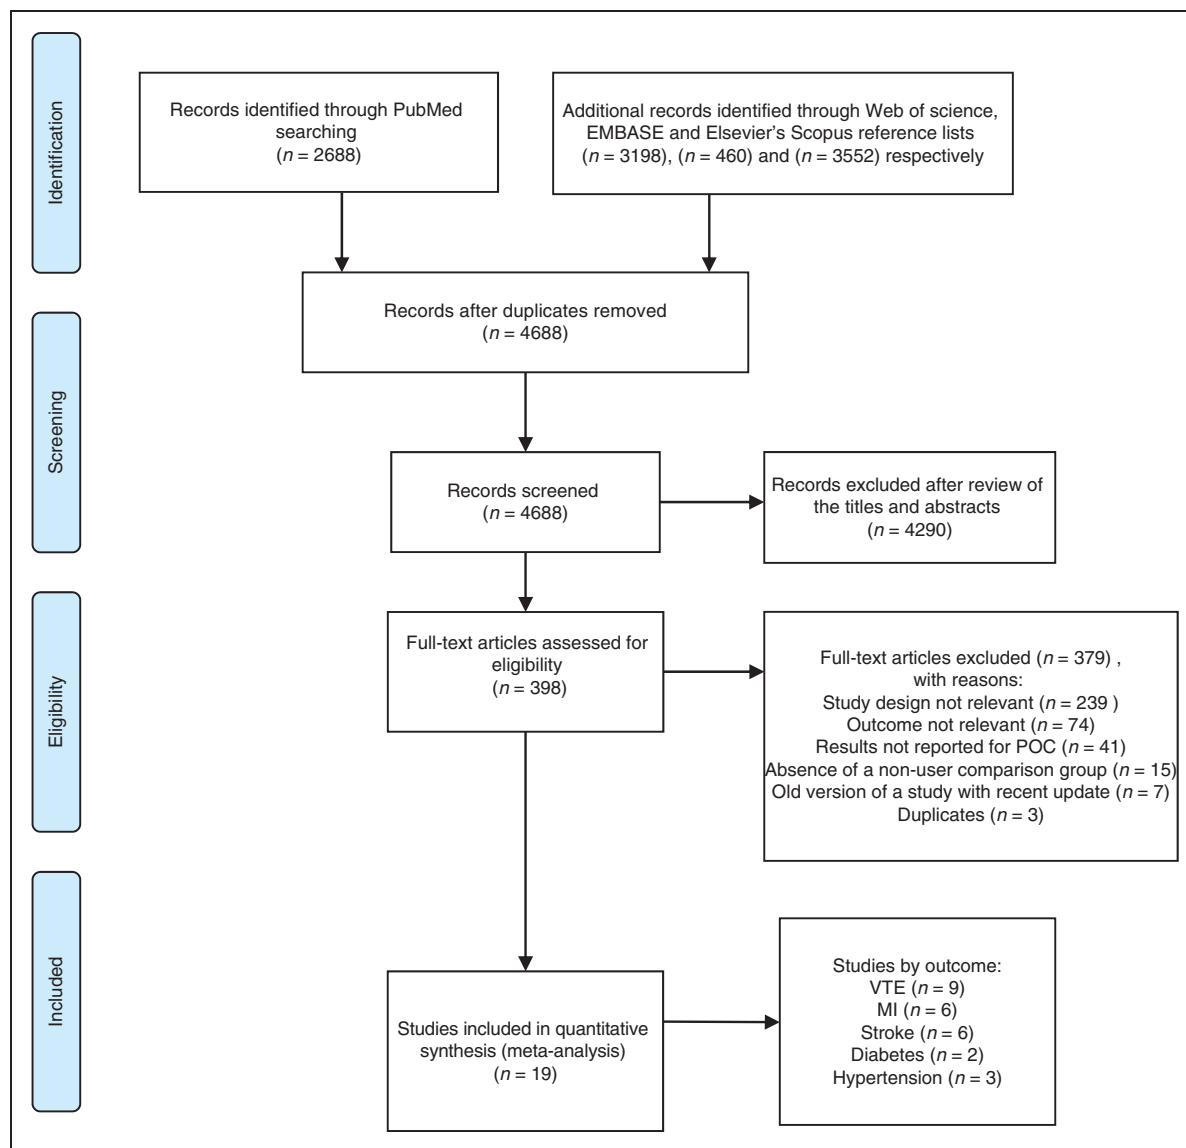 Identification
Records identified through PubMed
searching
(n = 2688)
Additional records identified through Web of science,
EMBASE and Elsevier's Scopus reference lists
(n = 3198), (n = 460) and (n = 3552) respectively
Records after duplicates removed
(n = 4688)
Screening
Records screened
(n = 4688)
Records excluded after review of
the titles and abstracts
(n = 4290)
Eligibility
Full-text articles assessed for
eligibility
(n = 398)
Full-text articles excluded (n = 379) ,
with reasons:
Study design not relevant (n = 239 )
Outcome not relevant (n = 74)
Results not reported for POC (n = 41)
Absence of a non-user comparison group (n = 15)
Old version of a study with recent update (n = 7)
Duplicates (n = 3)
Included
Studies included in quantitative
synthesis (meta-analysis)
(n = 19)
Studies by outcome:
VTE (n = 9)
MI (n = 6)
Stroke (n = 6)
Diabetes (n = 2)
Hypertension (n = 3)